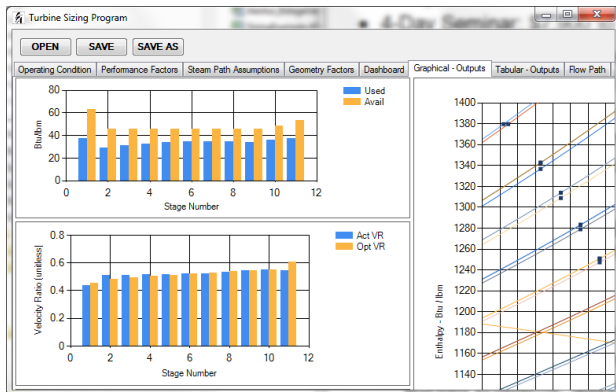 Turbine Sizing Program
OPEN SAVE SAVE AS
Operating Condition Performance Factors Steam Path Assumptions Geometry Factors Dashboard Graphical - Outputs Tabular - Outputs Flow Path
80
60
40
20
0
Btu/lbm
0 2 4 6 8 10 12
Stage Number
Used
Avail
0.8
0.6
0.4
0.2
0.0
Velocity Ratio (unitless)
0 2 4 6 8 10 12
Stage Number
Act VR
Opt VR
1400
1380
1360
1340
1320
1300
1280
1260
1240
1220
1200
1180
1160
1140
Enthalpy - Btu / lbm